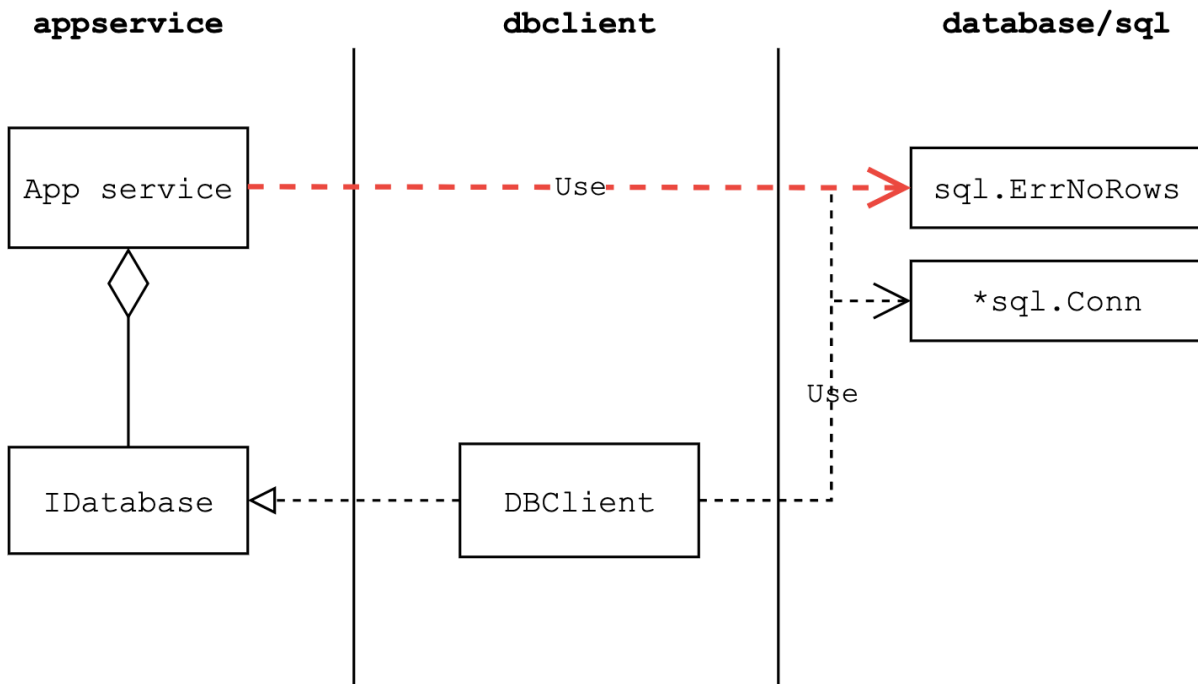 appservice
dbclient
database/sql
App service
Use
sql.ErrNoRows
*sql.Conn
Use
IDatabase
DBClient